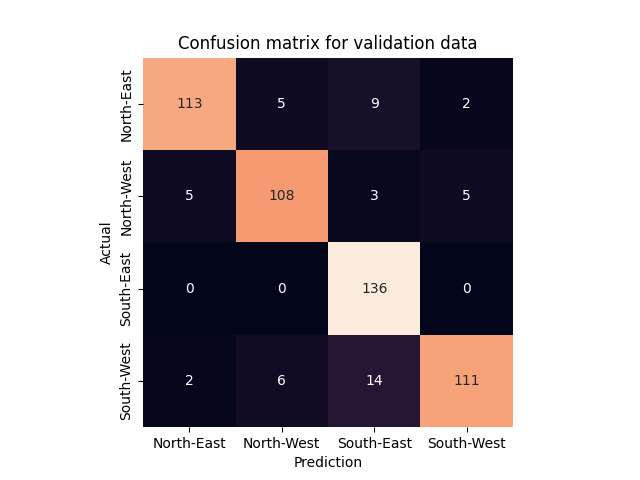 Confusion matrix for validation data
Actual
North-East 113 5 9 2
North-West 5 108 3 5
South-East 0 0 136 0
South-West 2 6 14 111
North-East North-West South-East South-West
Prediction